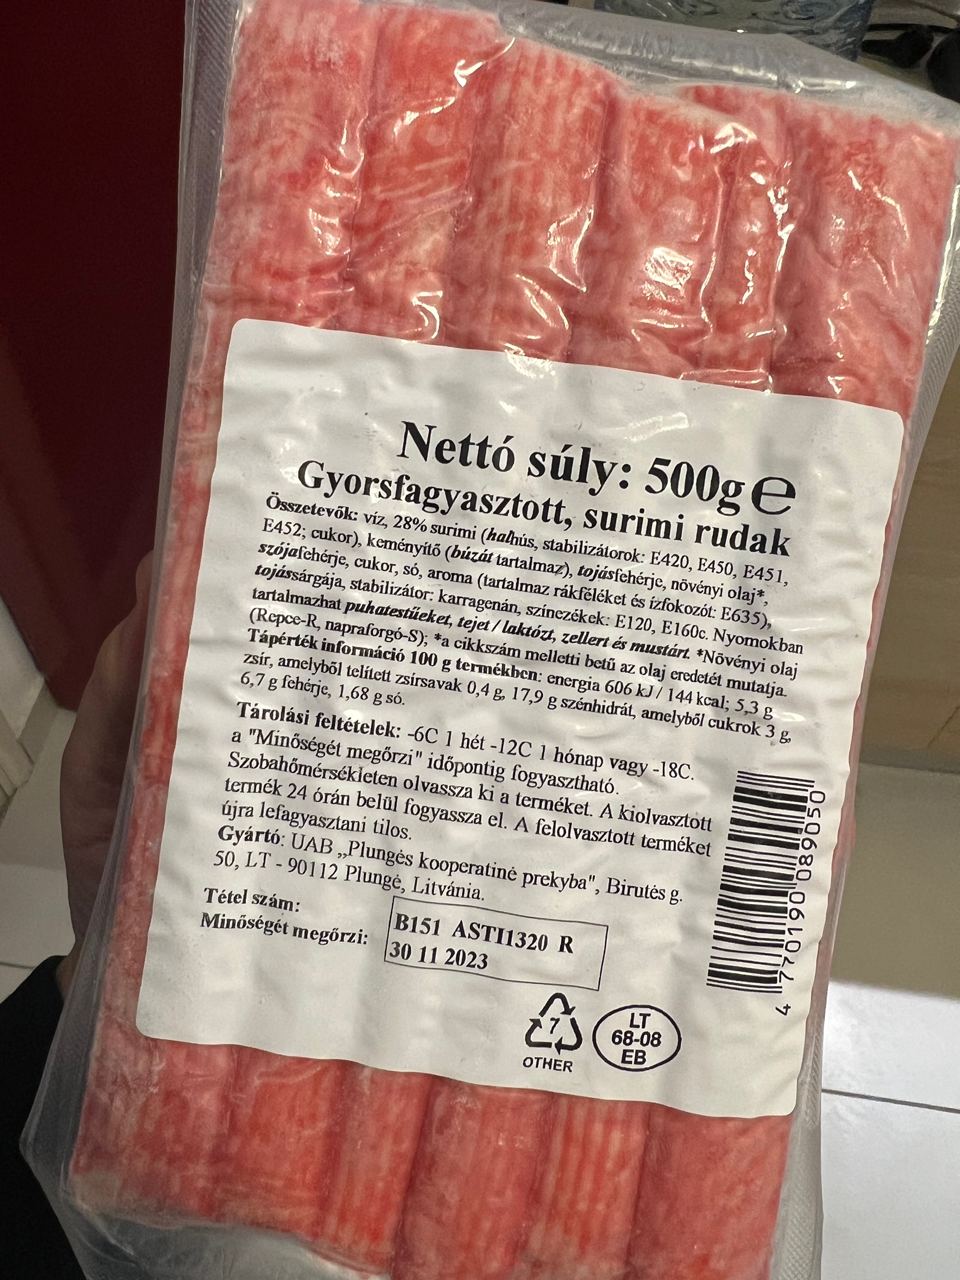 Nettó súly: 500g ℮
Gyorsfagyasztott, surimi rudak
Összetevők: víz, 28% surimi (halhús, stabilizátorok: E420, E450, E451,
E452; cukor), keményítő (búzát tartalmaz), tojásfehérje, növényi olaj*,
szójafehérje, cukor, só, aroma (tartalmaz rákféléket és ízfokozót: E635),
tojássárgája, stabilizátor: karragenán, színezékek: E120, E160c. Nyomokban
tartalmazhat puhatestűeket, tejet / laktózt, zellert és mustárt. *Növényi olaj
(Repce-R, napraforgó-S); *a cikkszám melletti betű az olaj eredetét mutatja.
Tápérték információ 100 g termékben: energia 606 kJ / 144 kcal; 5,3 g
zsír, amelyből telített zsírsavak 0,4 g, 17,9 g szénhidrát, amelyből cukrok 3 g,
6,7 g fehérje, 1,68 g só.
Tárolási feltételek: -6C 1 hét -12C 1 hónap vagy -18C.
a "Minőségét megőrzi" időpontig fogyasztható.
Szobahőmérsékleten olvassza ki a terméket. A kiolvasztott
termék 24 órán belül fogyassza el. A felolvasztott terméket
újra lefagyasztani tilos.
Gyártó: UAB „Plungės kooperatinė prekyba", Birutės g.
50, LT - 90112 Plungė, Litvánia.
Tétel szám:
Minőségét megőrzi:
B151 ASTI1320 R
30 11 2023
4 770190 089050
7
OTHER
LT
68-08
EB